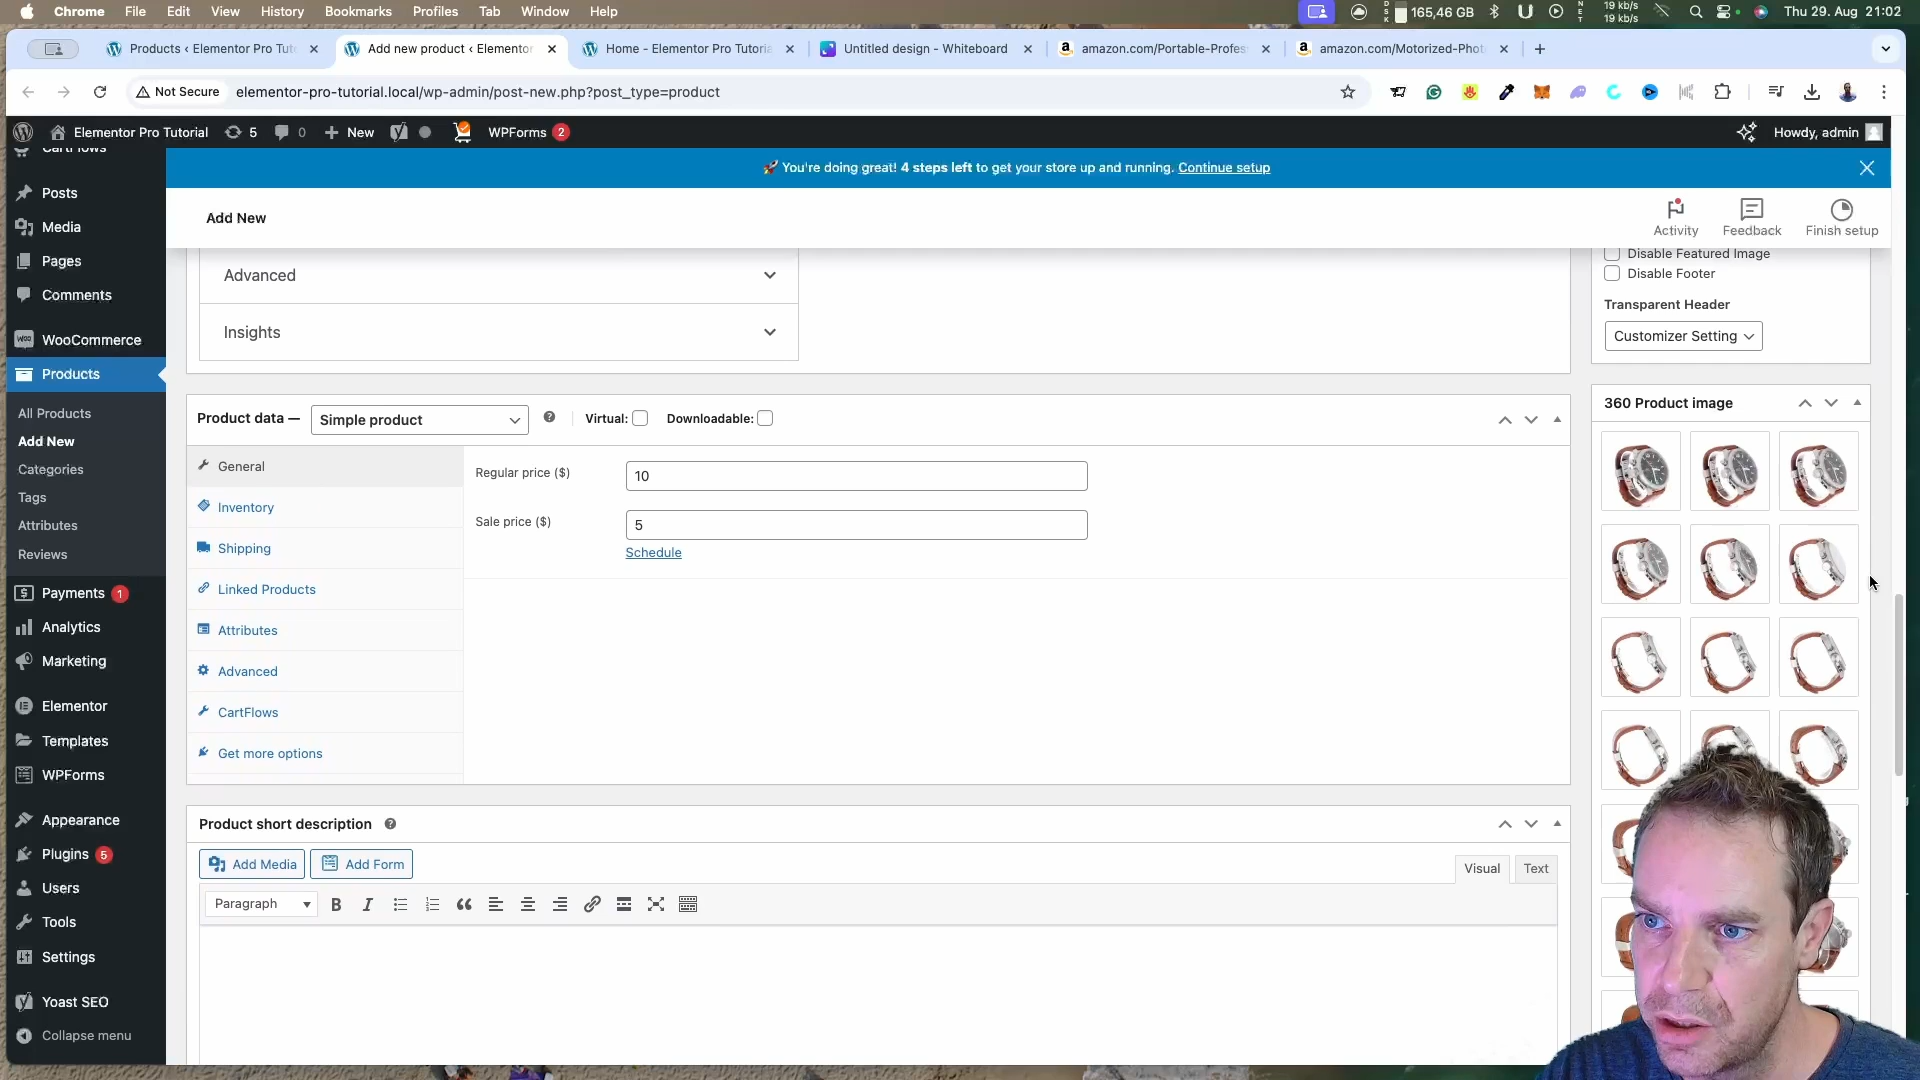 Chrome File Edit View History Bookmarks Profiles Tab Window Help
165,46 GB 19 kb/s 19 kb/s Thu 29. Aug 21:02
Products ‹ Elementor Pro Tut
Add new product ‹ Elemento
Home - Elementor Pro Tutoria
Untitled design - Whiteboard
amazon.com/Portable-Profes
amazon.com/Motorized-Phot
Not Secure elementor-pro-tutorial.local/wp-admin/post-new.php?post_type=product
Elementor Pro Tutorial 5 0 New WPForms 2 Howdy, admin
🚀 You're doing great! 4 steps left to get your store up and running. Continue setup
Add New
Activity
Feedback
Finish setup
CartFlows
Posts
Media
Pages
Comments
WooCommerce
Products
All Products
Add New
Categories
Tags
Attributes
Reviews
Payments 1
Analytics
Marketing
Elementor
Templates
WPForms
Appearance
Plugins 5
Users
Tools
Settings
Yoast SEO
Collapse menu
Advanced
Insights
Product data — Simple product Virtual: Downloadable:
General
Inventory
Shipping
Linked Products
Attributes
Advanced
CartFlows
Get more options
Regular price ($) 10
Sale price ($) 5
Schedule
Product short description
Add Media Add Form
Visual Text
Paragraph
Disable Featured Image
Disable Footer
Transparent Header
Customizer Setting
360 Product image